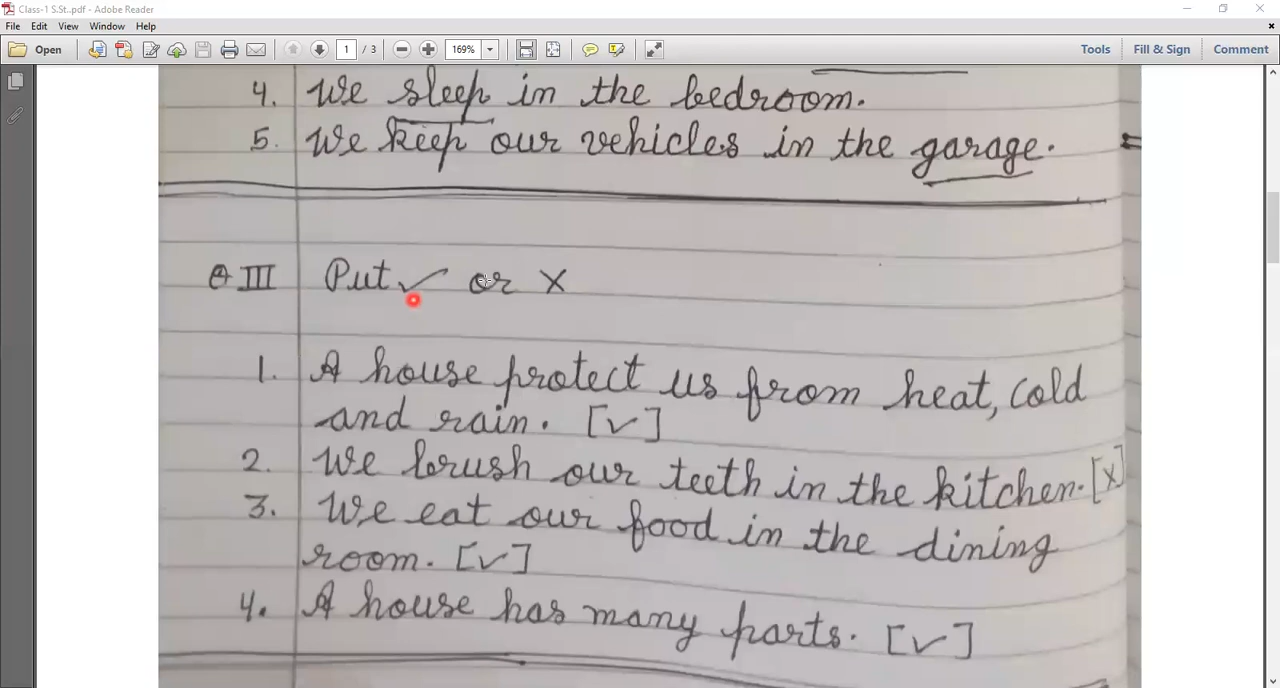 Class-1 S.St..pdf - Adobe Reader
File Edit View Window Help
Open 1 / 3 169% Tools Fill & Sign Comment
4. We sleep in the bedroom.
5. We keep our vehicles in the garage.
Q III Put ✓ or X
1. A house protect us from heat, cold
and rain. [✓]
2. We brush our teeth in the kitchen. [X]
3. We eat our food in the dining
room. [✓]
4. A house has many parts. [✓]